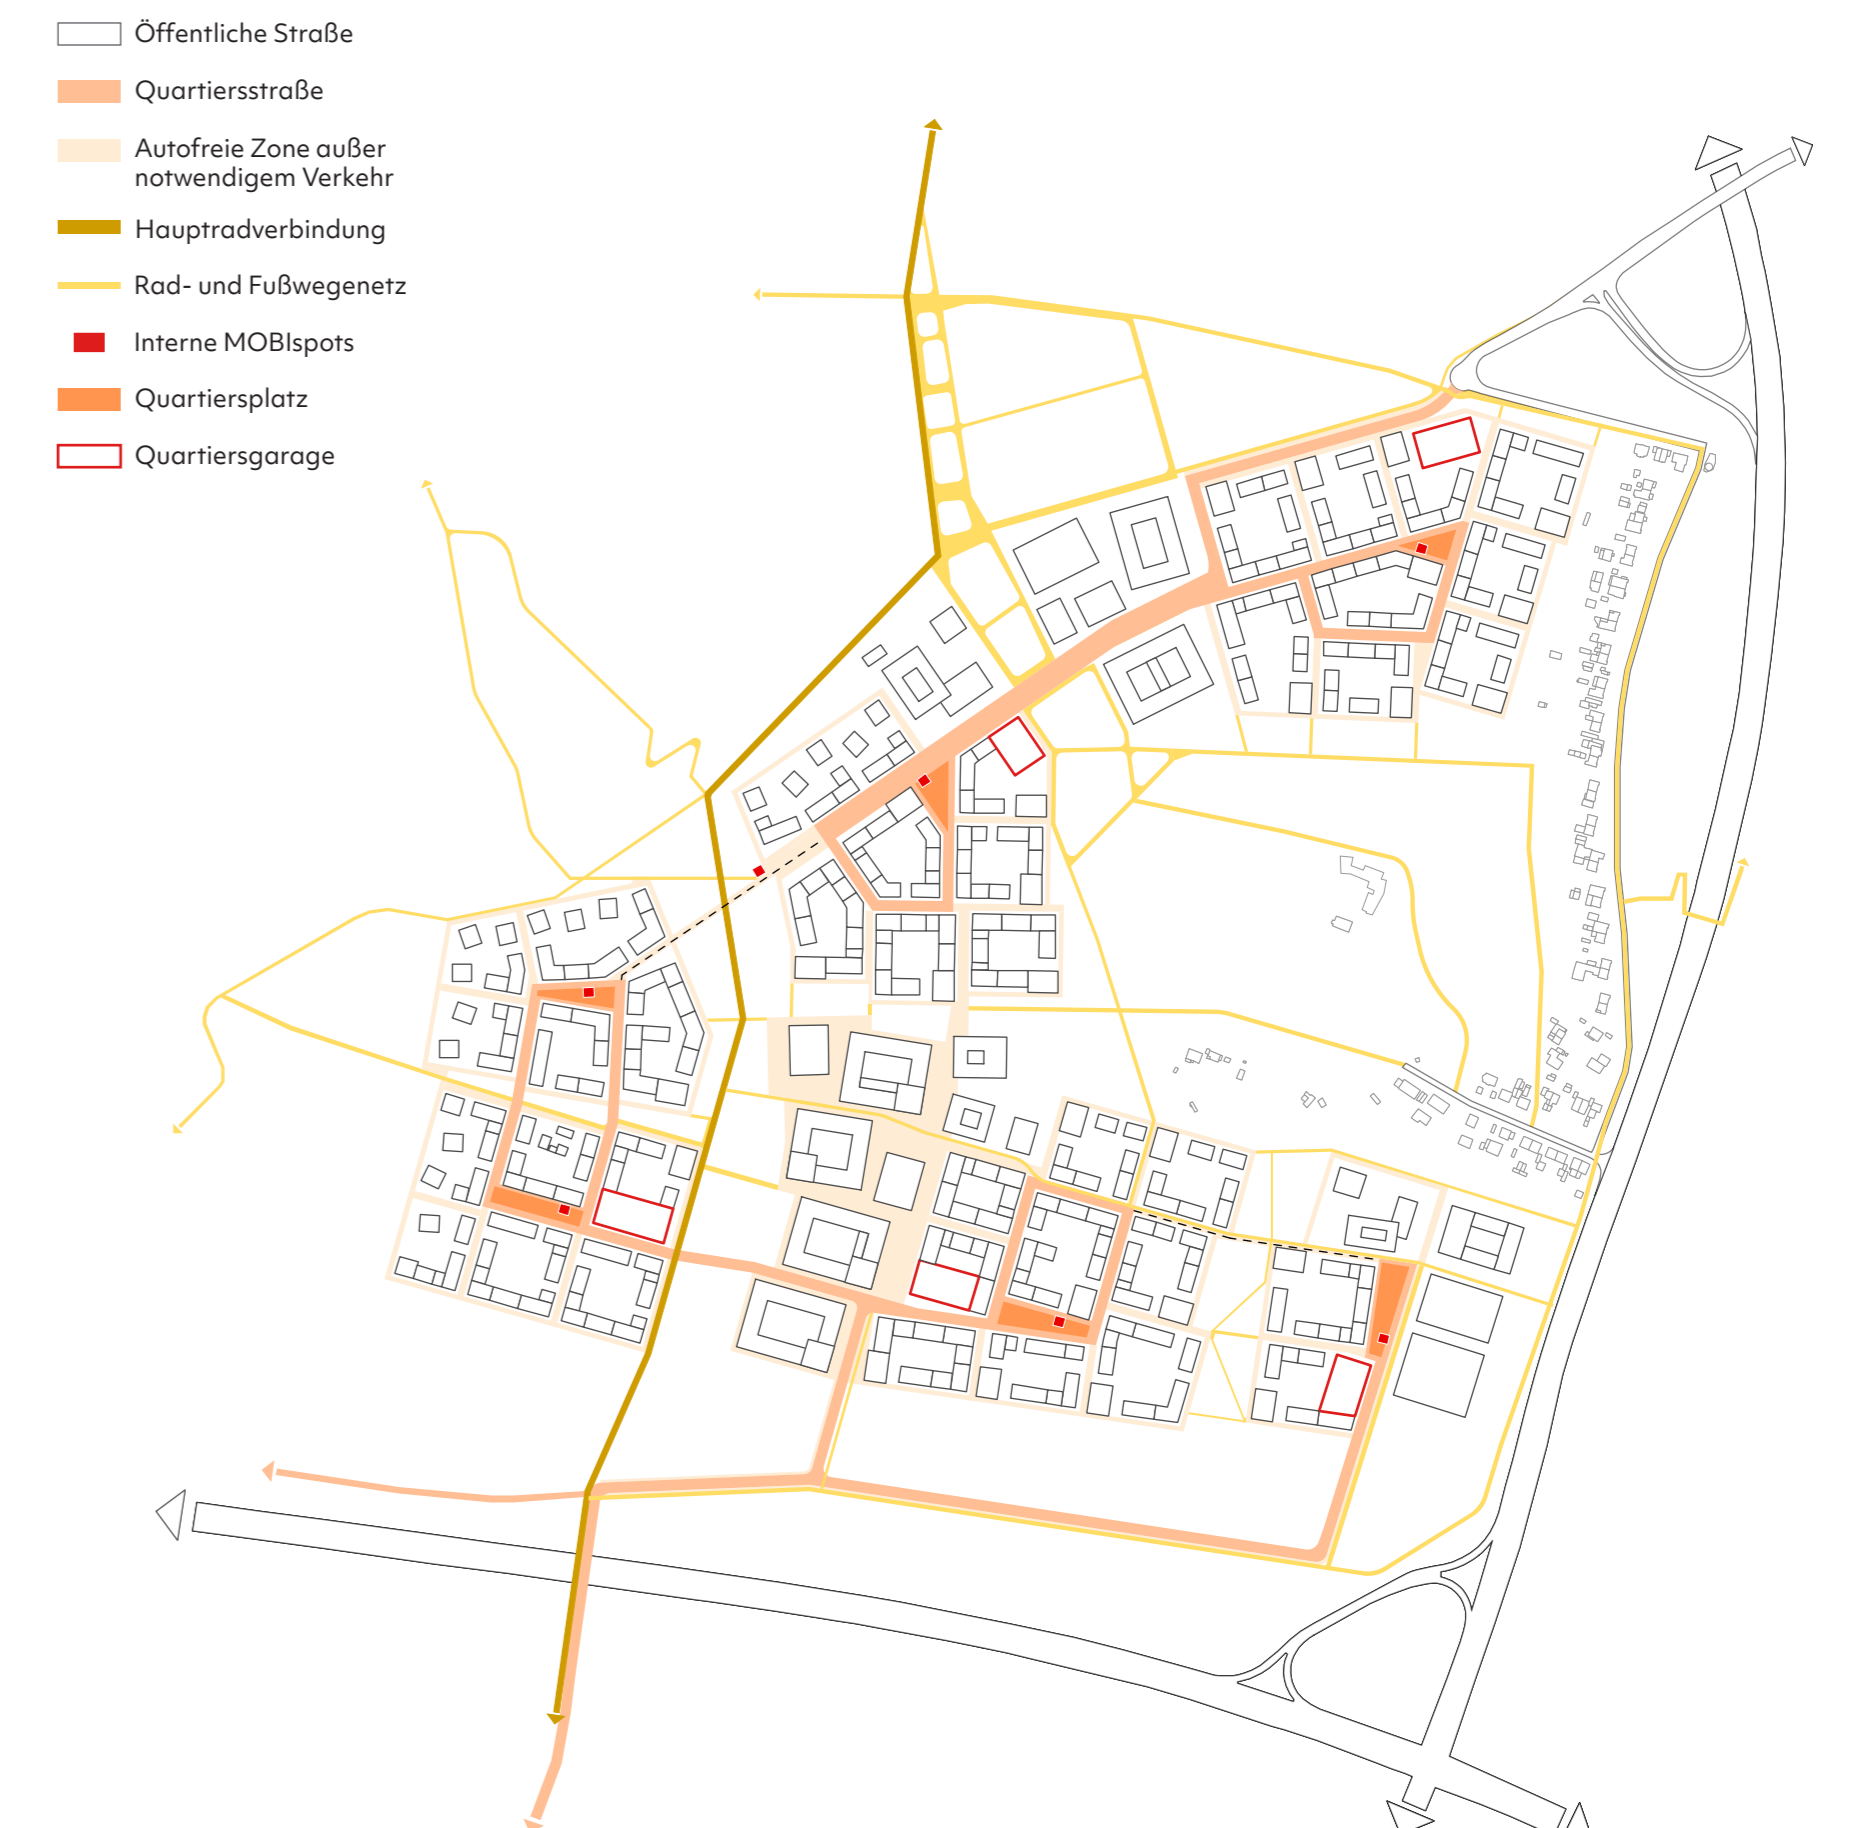 Öffentliche Straße
Quartiersstraße
Autofreie Zone außer
notwendigem Verkehr
Hauptradverbindung
Rad- und Fußwegenetz
Interne MOBIspots
Quartiersplatz
Quartiersgarage